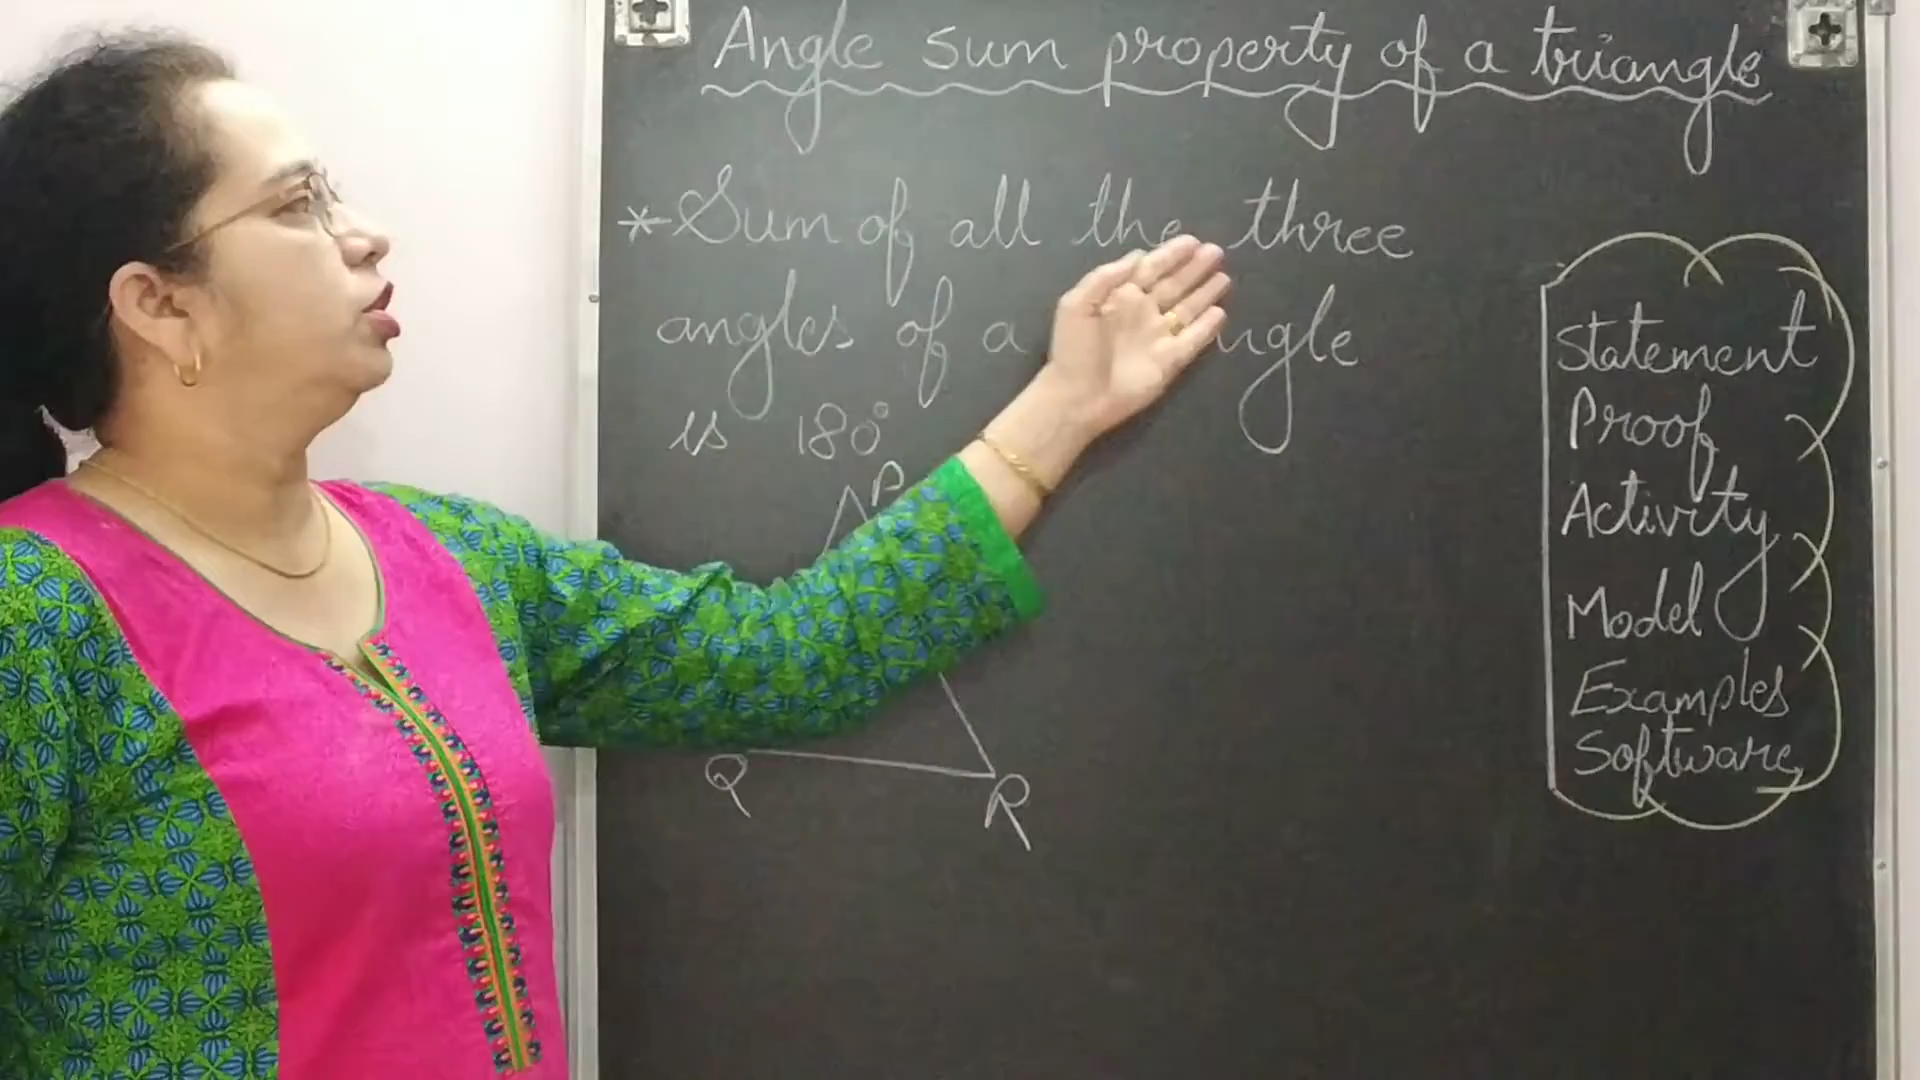 Angle sum property of a triangle
* Sum of all the three
angles of a
is 180°
P
Q
R
Statement
Proof
Activity
Model
Examples
Software